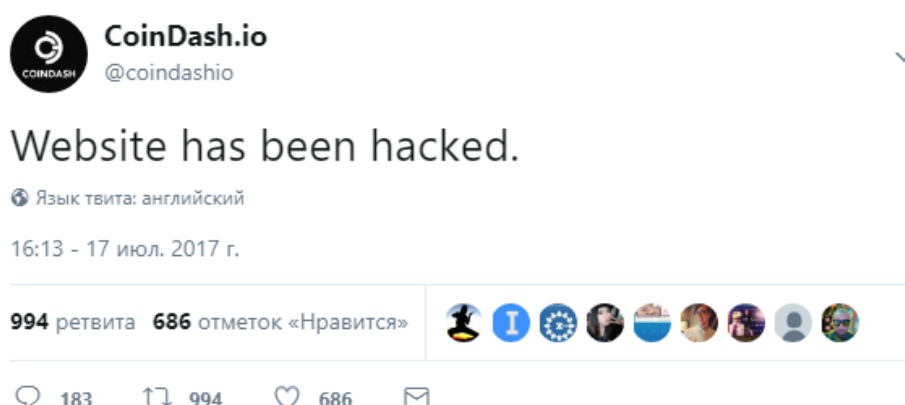 CoinDash.io
COINDASH
@coindashio
Website has been hacked.
Язык твита: английский
16:13 - 17 июл. 2017 г.
994 ретвита 686 отметок «Нравится»
183 994 686